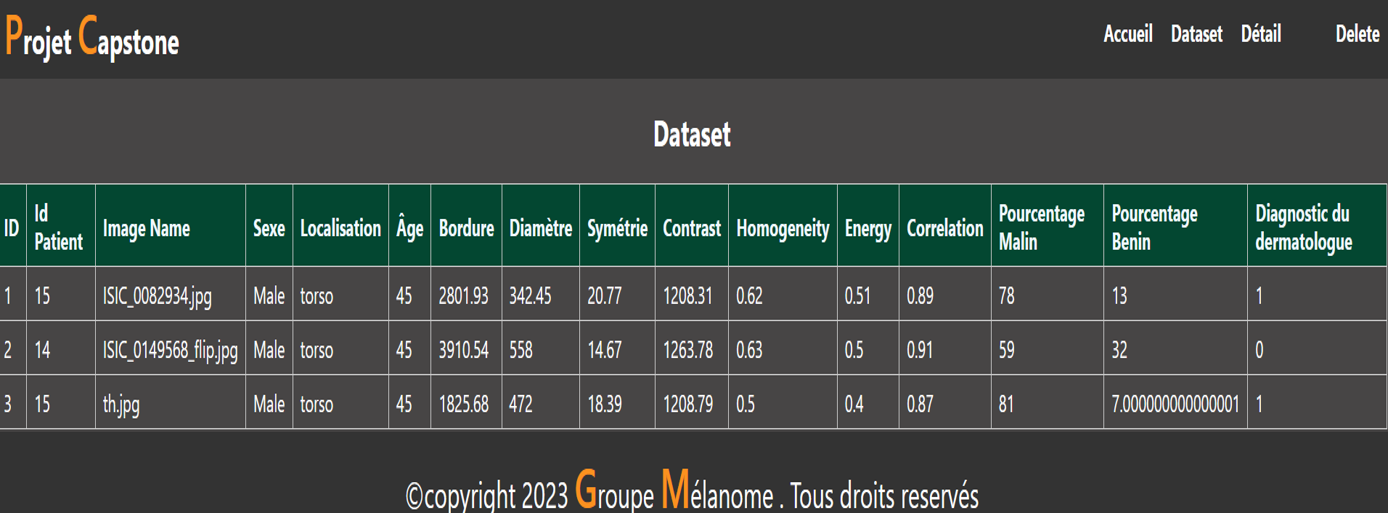 Projet Capstone
Accueil Dataset Détail Delete
Dataset
ID Id Patient Image Name Sexe Localisation Âge Bordure Diamètre Symétrie Contrast Homogeneity Energy Correlation Pourcentage Malin Pourcentage Benin Diagnostic du dermatologue
1 15 ISIC_0082934.jpg Male torso 45 2801.93 342.45 20.77 1208.31 0.62 0.51 0.89 78 13 1
2 14 ISIC_0149568_flip.jpg Male torso 45 3910.54 558 14.67 1263.78 0.63 0.5 0.91 59 32 0
3 15 th.jpg Male torso 45 1825.68 472 18.39 1208.79 0.5 0.4 0.87 81 7.000000000000001 1
©copyright 2023 Groupe Mélanome . Tous droits reservés